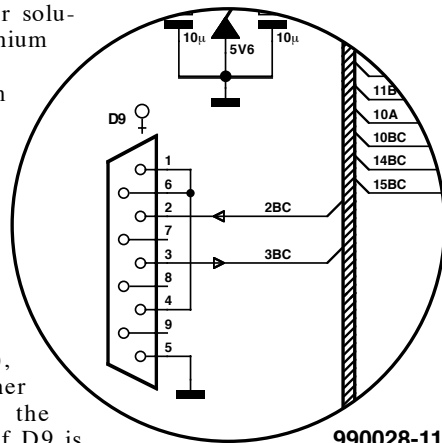 r solu-
nium
n
),
ner
the
f D9 is
10µ
10µ
5V6
D9
1
6
2
7
3
8
4
9
5
2BC
3BC
11B
10A
10BC
14BC
15BC
990028-11